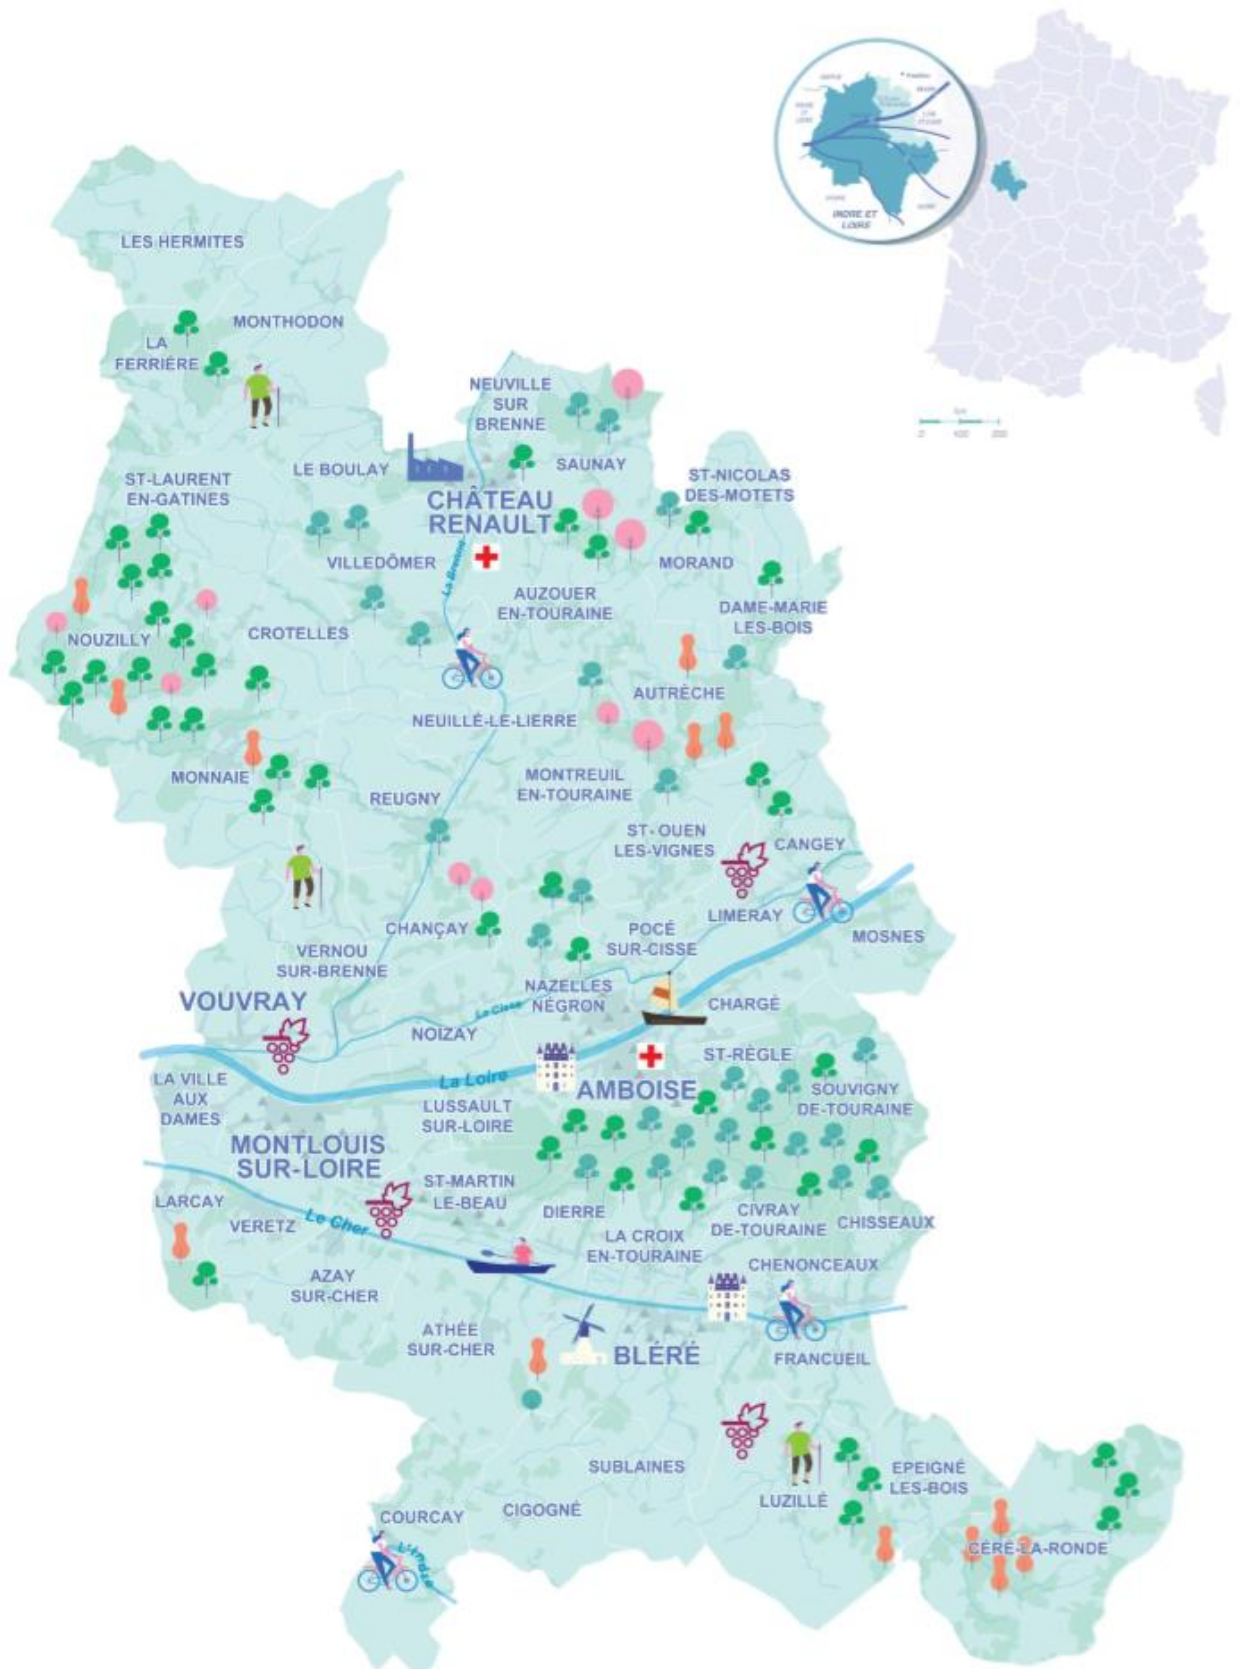 INDRE ET
LOIRE
LES HERMITES
MONTHODON
LA
FERRIÈRE
NEUVILLE
SUR
BRENNE
LE BOULAY
SAUNAY
ST-LAURENT
EN-GATINES
ST-NICOLAS
DES-MOTETS
CHÂTEAU
RENAULT
VILLEDÔMER
La Brenne
MORAND
AUZOUER
EN-TOURAINE
DAME-MARIE
LES-BOIS
NOUZILLY
CROTELLES
AUTRÈCHE
NEUILLÉ-LE-LIERRE
MONNAIE
MONTREUIL
EN-TOURAINE
REUGNY
ST-OUEN
LES-VIGNES
CANGEY
LIMERAY
CHANÇAY
POCÉ
SUR-CISSE
MOSNES
VERNOU
SUR-BRENNE
NAZELLES
NÉGRON
VOUVRAY
La Cisse
CHARGÉ
NOIZAY
ST-RÈGLE
LA VILLE
AUX
DAMES
La Loire
AMBOISE
SOUVIGNY
DE-TOURAINE
LUSSAULT
SUR-LOIRE
MONTLOUIS
SUR-LOIRE
ST-MARTIN
LE-BEAU
LARCAY
VERETZ
Le Cher
DIERRE
CIVRAY
DE-TOURAINE
CHISSEAUX
LA CROIX
EN-TOURAINE
CHENONCEAUX
AZAY
SUR-CHER
ATHÉE
SUR-CHER
BLÉRÉ
FRANCUEIL
SUBLAINES
EPEIGNÉ
LES-BOIS
LUZILLÉ
CIGOGNÉ
COURCAY
L'Indre
CÉRÉ-LA-RONDE